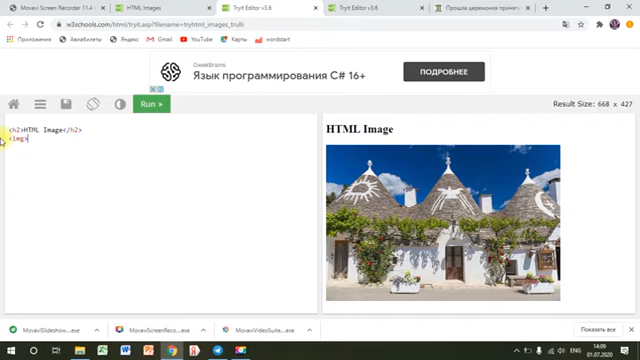 Movavi Screen Recorder 11.4
HTML Images
Tryit Editor v3.6
Tryit Editor v3.6
Прошла церемония приня
w3schools.com/html/tryit.asp?filename=tryhtml_images_trulli
Приложения
Авиабилеты
Яндекс
Gmail
YouTube
Карты
wordstart
GeekBrains
Язык программирования C# 16+
ПОДРОБНЕЕ
Run »
Result Size: 668 x 427
<h2>HTML Image</h2>
<img>
HTML Image
MovaviSlideshow....exe
MovaviScreenReco....exe
MovaviVideoSuite....exe
Показать все
ENG
14:09
01.07.2020